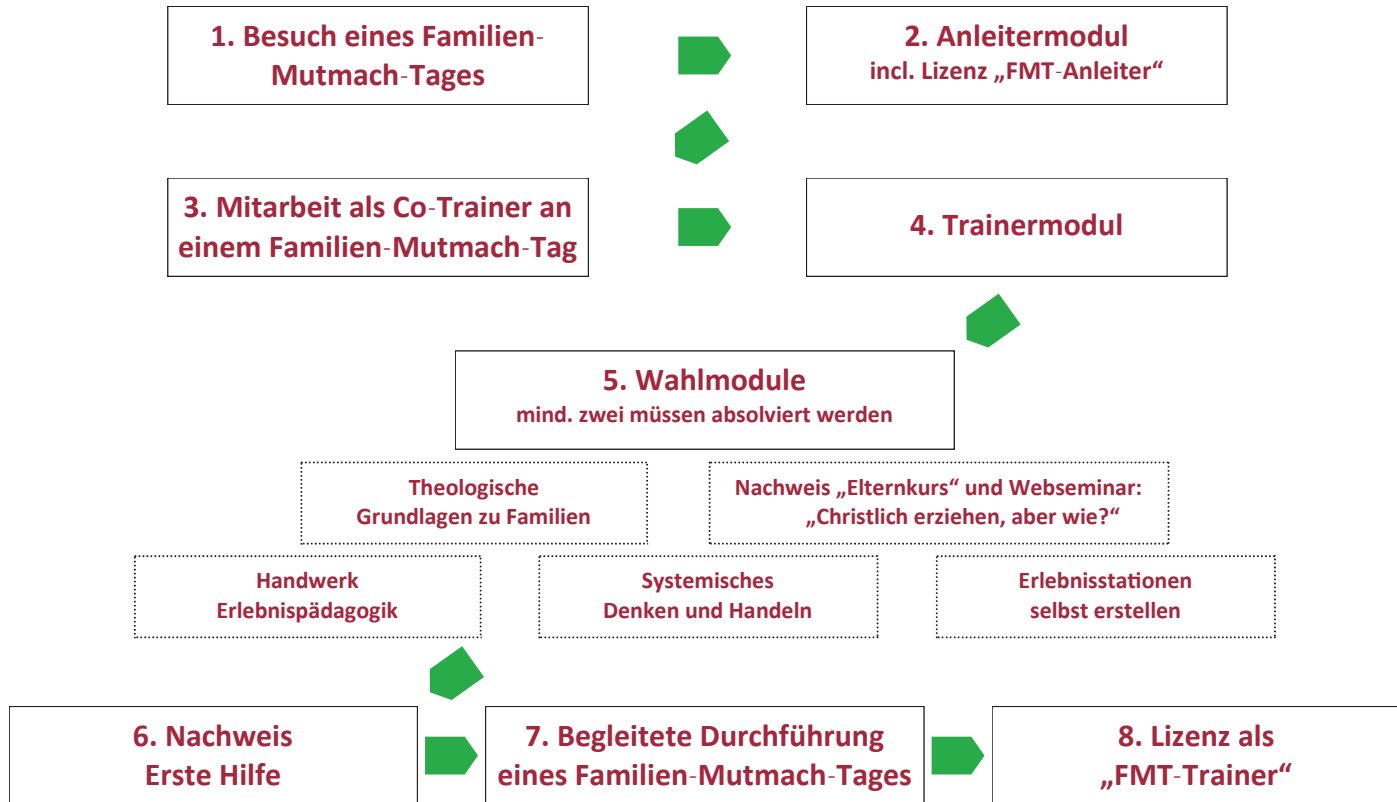 1. Besuch eines Familien-
Mutmach-Tages
2. Anleitermodul
incl. Lizenz „FMT-Anleiter“
3. Mitarbeit als Co-Trainer an
einem Familien-Mutmach-Tag
4. Trainermodul
5. Wahlmodule
mind. zwei müssen absolviert werden
Theologische
Grundlagen zu Familien
Nachweis „Elternkurs“ und Webseminar:
„Christlich erziehen, aber wie?“
Handwerk
Erlebnispädagogik
Systemisches
Denken und Handeln
Erlebnisstationen
selbst erstellen
6. Nachweis
Erste Hilfe
7. Begleitete Durchführung
eines Familien-Mutmach-Tages
8. Lizenz als
„FMT-Trainer“